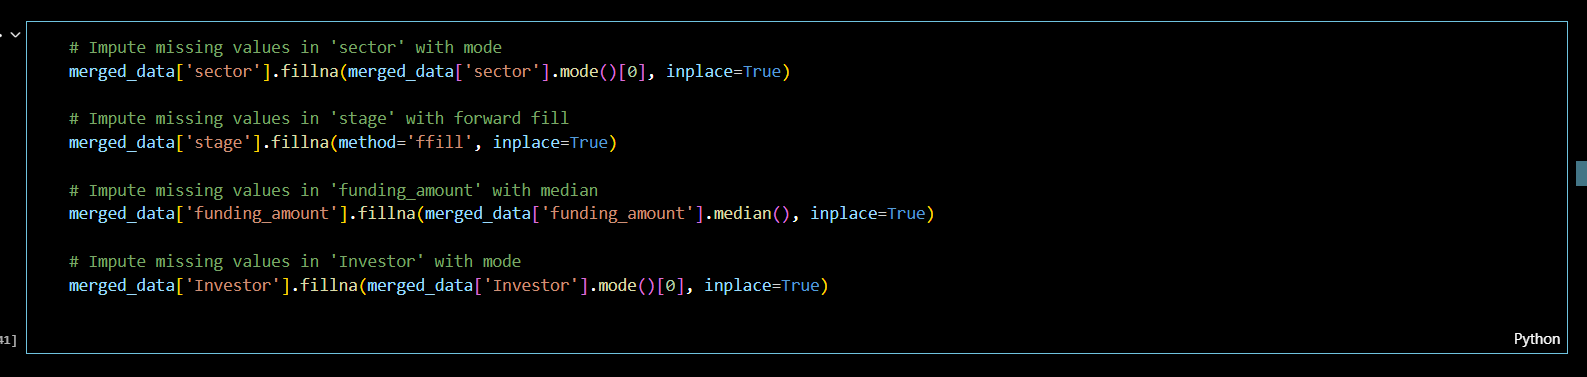 # Impute missing values in 'sector' with mode
merged_data['sector'].fillna(merged_data['sector'].mode()[0], inplace=True)
# Impute missing values in 'stage' with forward fill
merged_data['stage'].fillna(method='ffill', inplace=True)
# Impute missing values in 'funding_amount' with median
merged_data['funding_amount'].fillna(merged_data['funding_amount'].median(), inplace=True)
# Impute missing values in 'Investor' with mode
merged_data['Investor'].fillna(merged_data['Investor'].mode()[0], inplace=True)
41]
Python